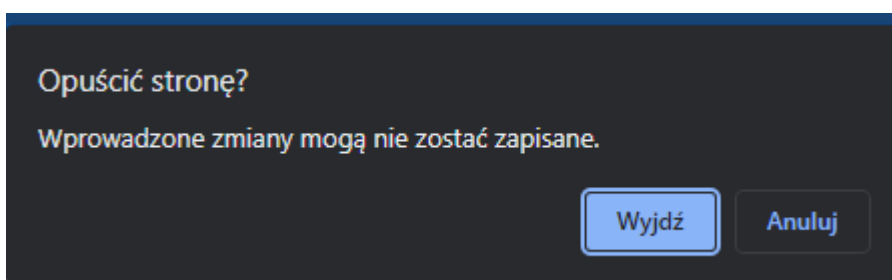 Opuścić stronę?
Wprowadzone zmiany mogą nie zostać zapisane.
Wyjdź
Anuluj